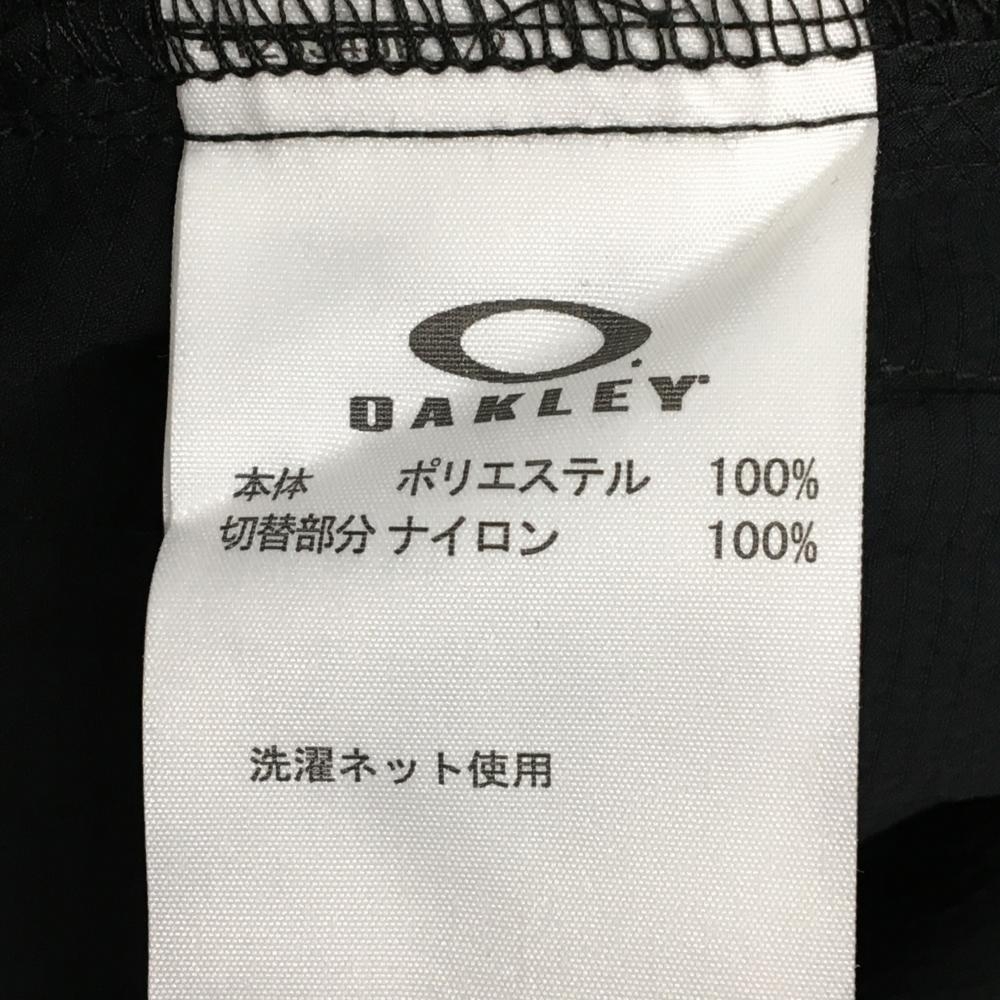 OAKLEY
本体 ポリエステル 100%
切替部分 ナイロン 100%
洗濯ネット使用